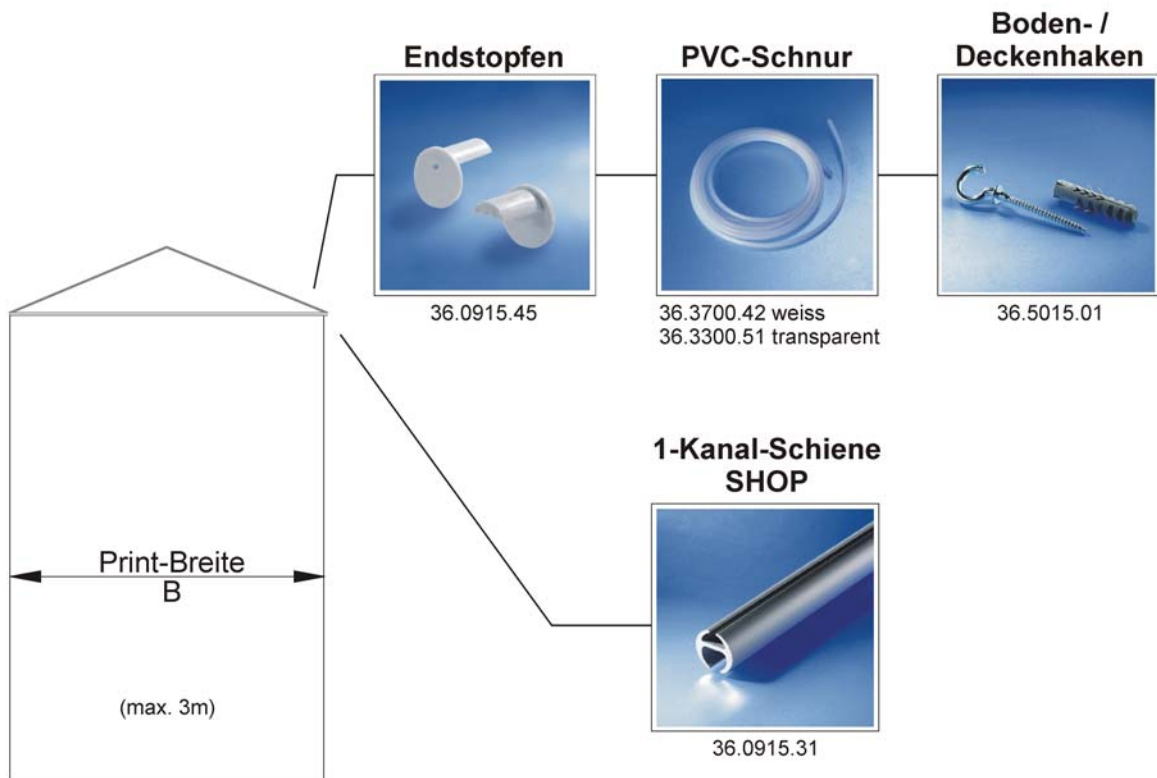 Endstopfen
PVC-Schnur
Boden- /
Deckenhaken
36.0915.45
36.3700.42 weiss
36.3300.51 transparent
36.5015.01
1-Kanal-Schiene
SHOP
36.0915.31
Print-Breite
B
(max. 3m)